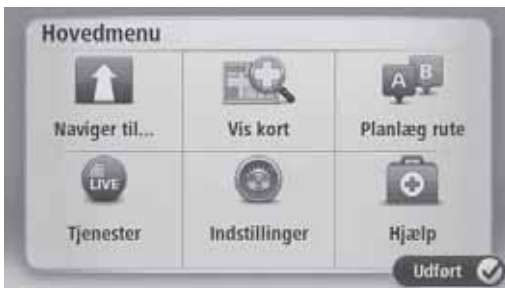 Hovedmenu
Naviger til... Vis kort Planlæg rute
A B
LIVE
Tjenester Indstillinger Hjælp
Udført